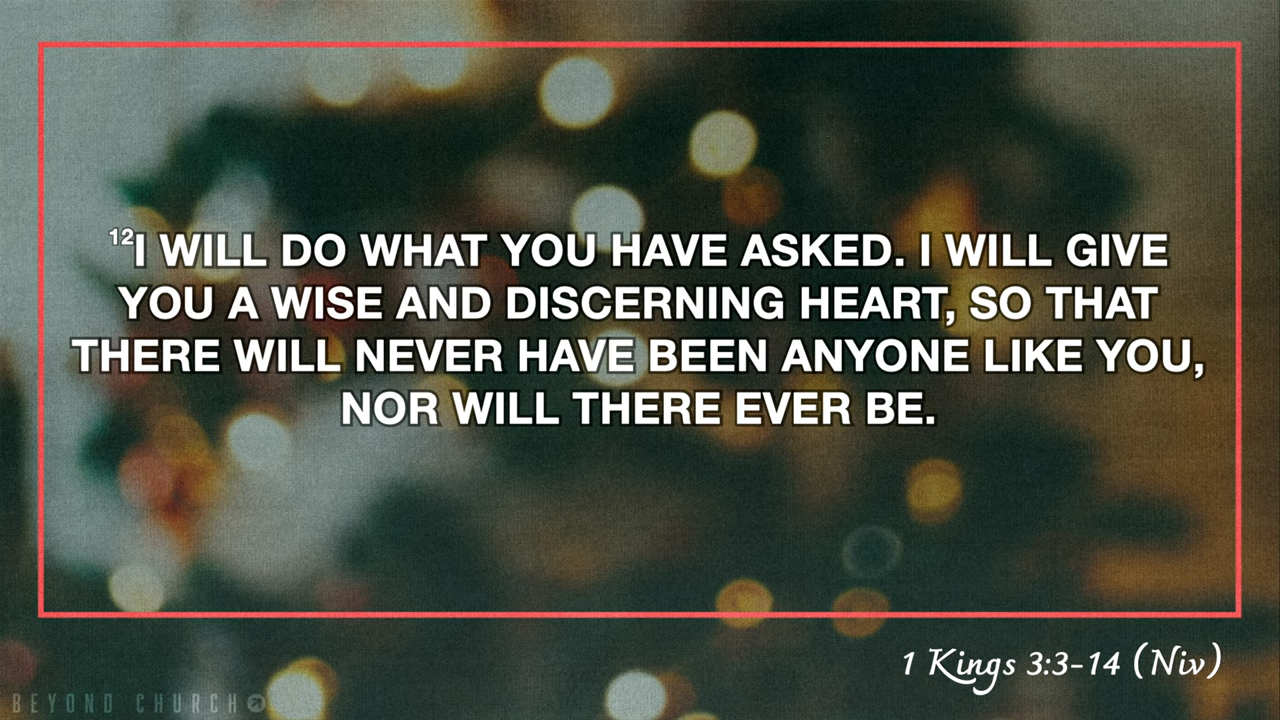 ¹²I WILL DO WHAT YOU HAVE ASKED. I WILL GIVE
YOU A WISE AND DISCERNING HEART, SO THAT
THERE WILL NEVER HAVE BEEN ANYONE LIKE YOU,
NOR WILL THERE EVER BE.
1 Kings 3:3-14 (Niv)
BEYOND CHURCH